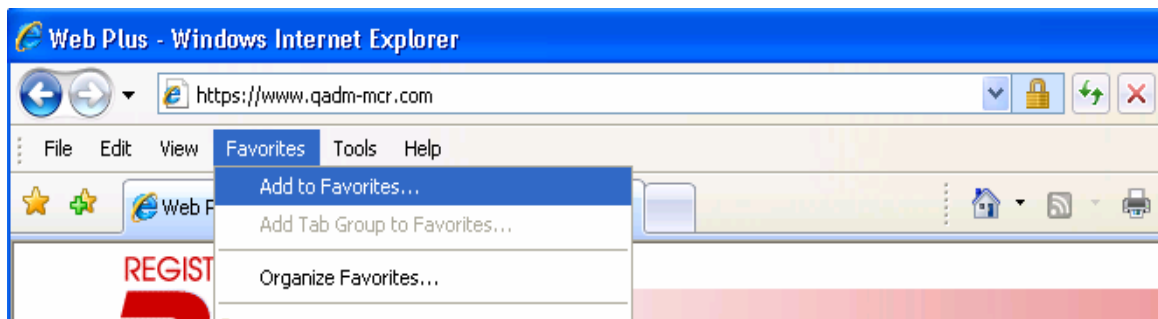 Web Plus - Windows Internet Explorer
https://www.qadm-mcr.com
File Edit View Favorites Tools Help
Add to Favorites...
Web P
Add Tab Group to Favorites...
REGIST
Organize Favorites...